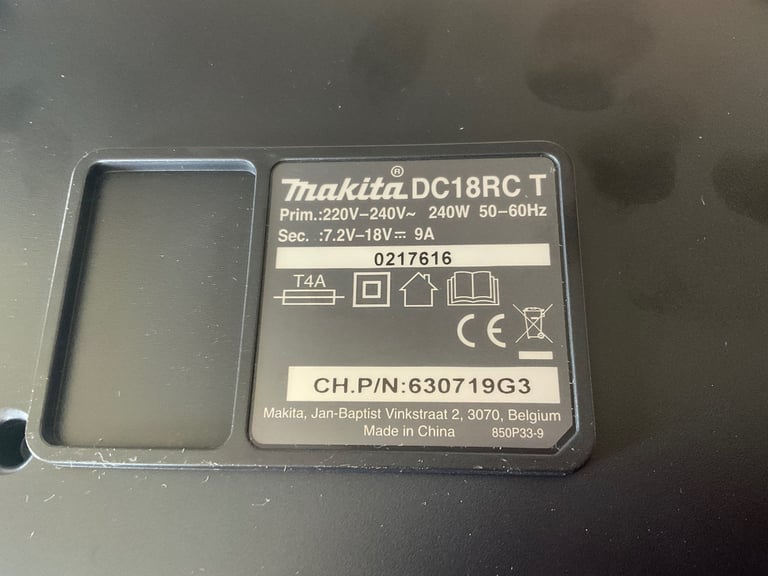 makita® DC18RC T
Prim.:220V–240V~ 240W 50–60Hz
Sec. :7.2V–18V⎓ 9A
0217616
T4A
CE
CH.P/N:630719G3
Makita, Jan-Baptist Vinkstraat 2, 3070, Belgium
Made in China 850P33-9